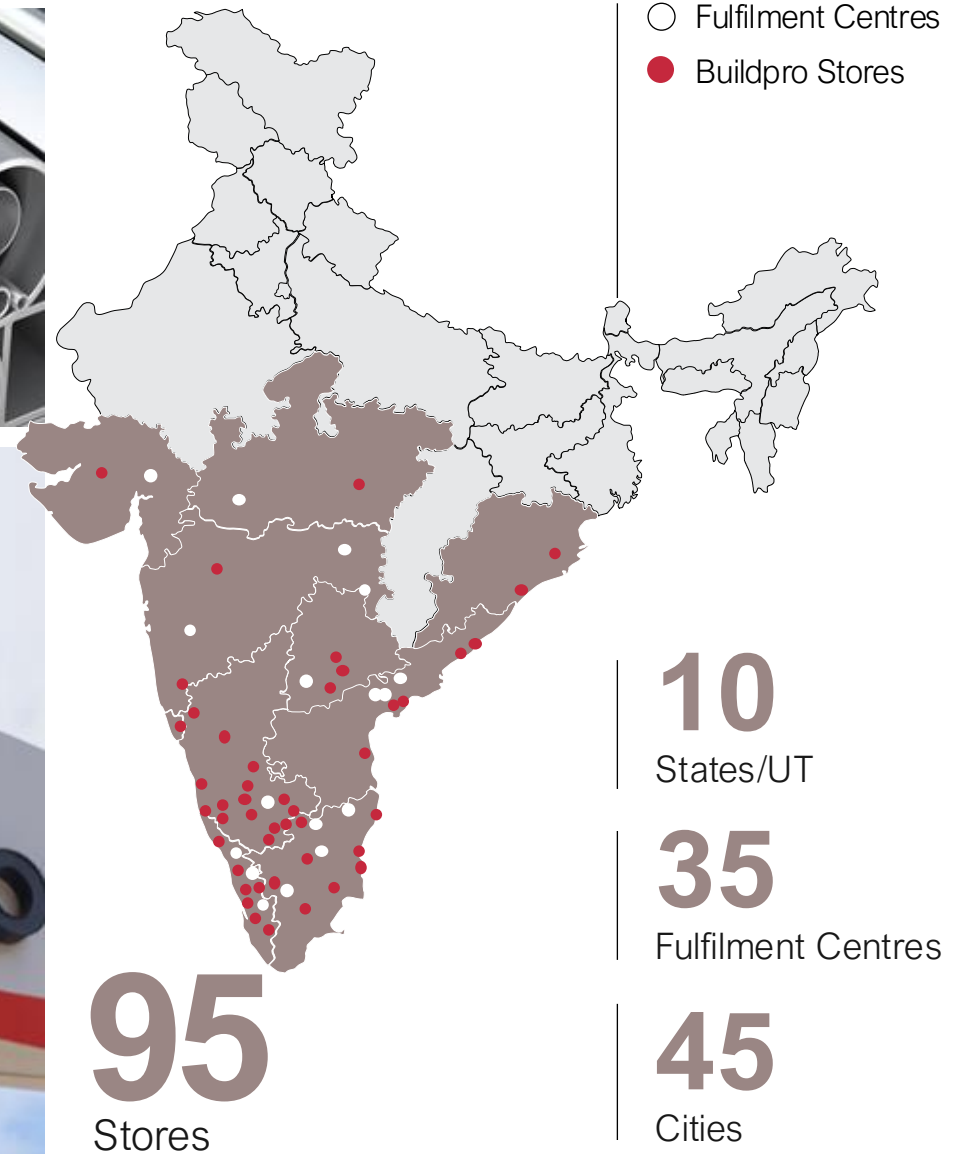 Fulfilment Centres
Buildpro Stores
10
States/UT
35
Fulfilment Centres
95
Stores
45
Cities